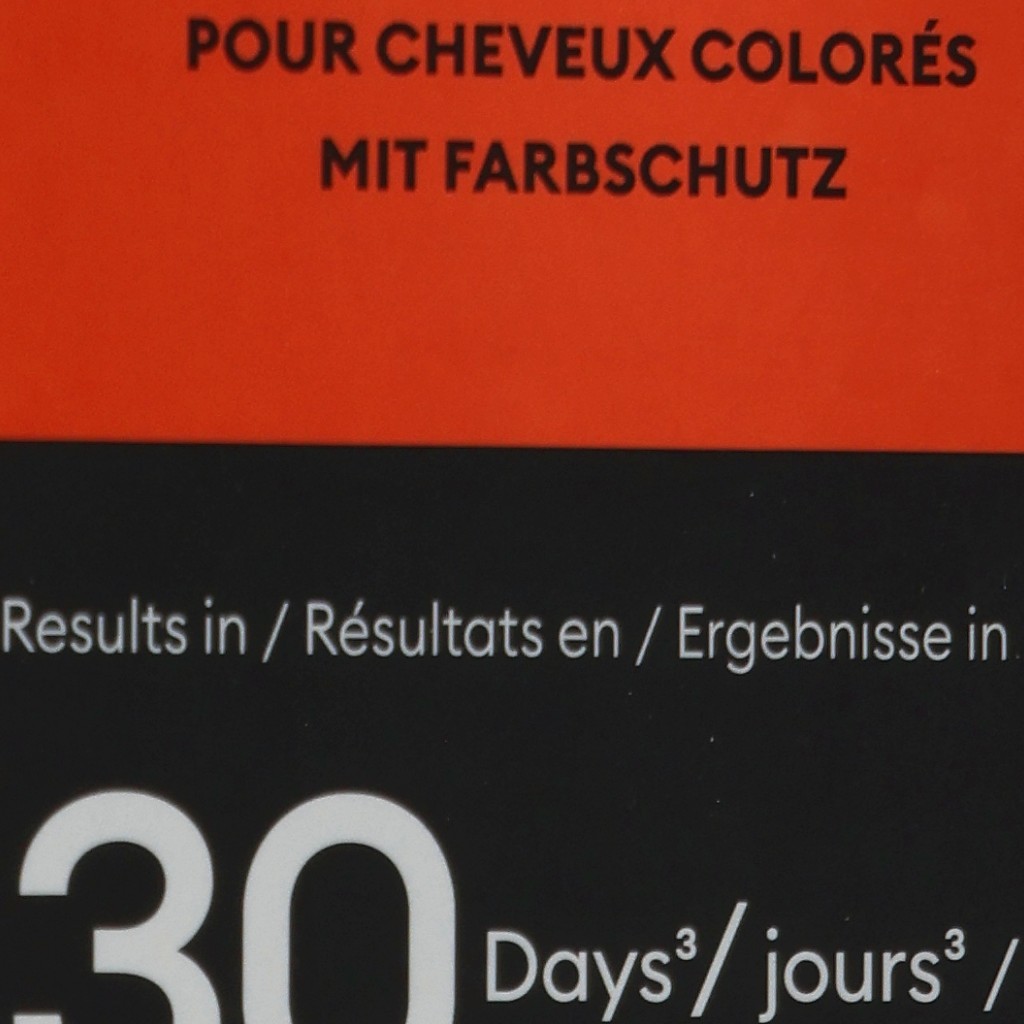 POUR CHEVEUX COLORÉS
MIT FARBSCHUTZ
Results in / Résultats en / Ergebnisse in
30 Days³/ jours³ /